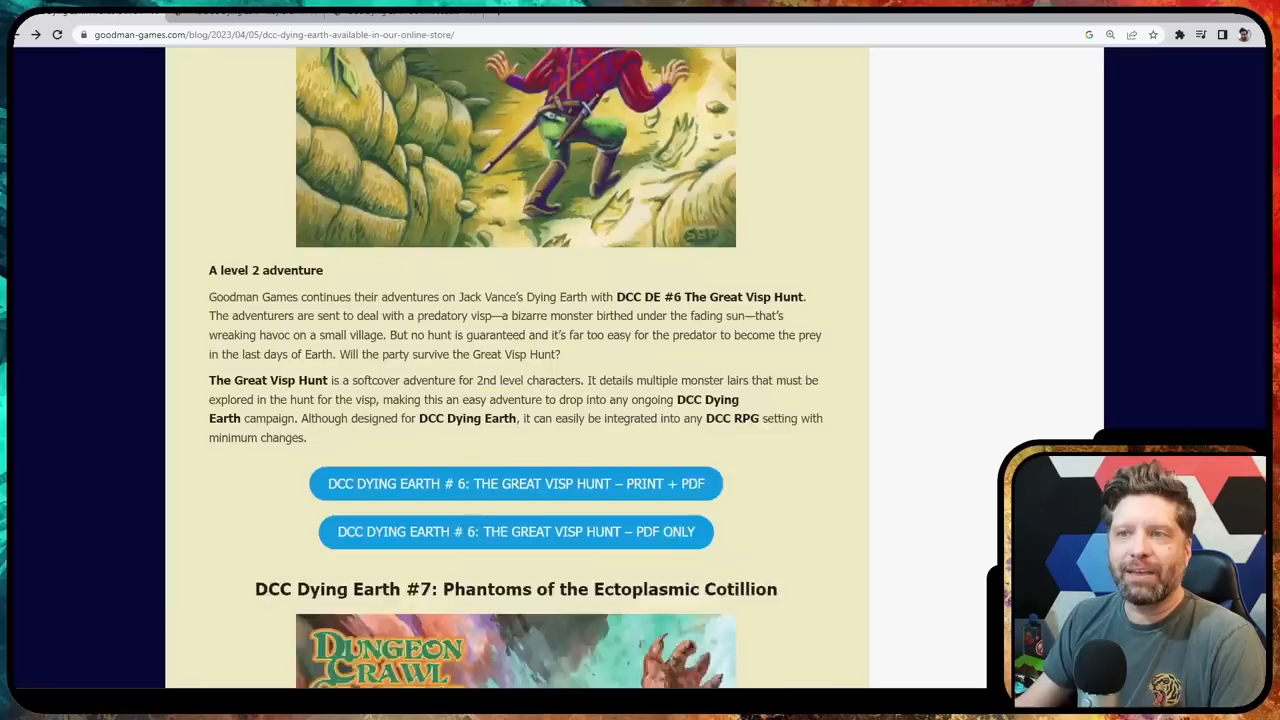 goodman-games.com/blog/2023/04/05/dcc-dying-earth-available-in-our-online-store/
SBP
A level 2 adventure
Goodman Games continues their adventures on Jack Vance's Dying Earth with DCC DE #6 The Great Visp Hunt.
The adventurers are sent to deal with a predatory visp—a bizarre monster birthed under the fading sun—that's
wreaking havoc on a small village. But no hunt is guaranteed and it's far too easy for the predator to become the prey
in the last days of Earth. Will the party survive the Great Visp Hunt?
The Great Visp Hunt is a softcover adventure for 2nd level characters. It details multiple monster lairs that must be
explored in the hunt for the visp, making this an easy adventure to drop into any ongoing DCC Dying
Earth campaign. Although designed for DCC Dying Earth, it can easily be integrated into any DCC RPG setting with
minimum changes.
DCC DYING EARTH # 6: THE GREAT VISP HUNT – PRINT + PDF
DCC DYING EARTH # 6: THE GREAT VISP HUNT – PDF ONLY
DCC Dying Earth #7: Phantoms of the Ectoplasmic Cotillion
DUNGEON
CRAWL